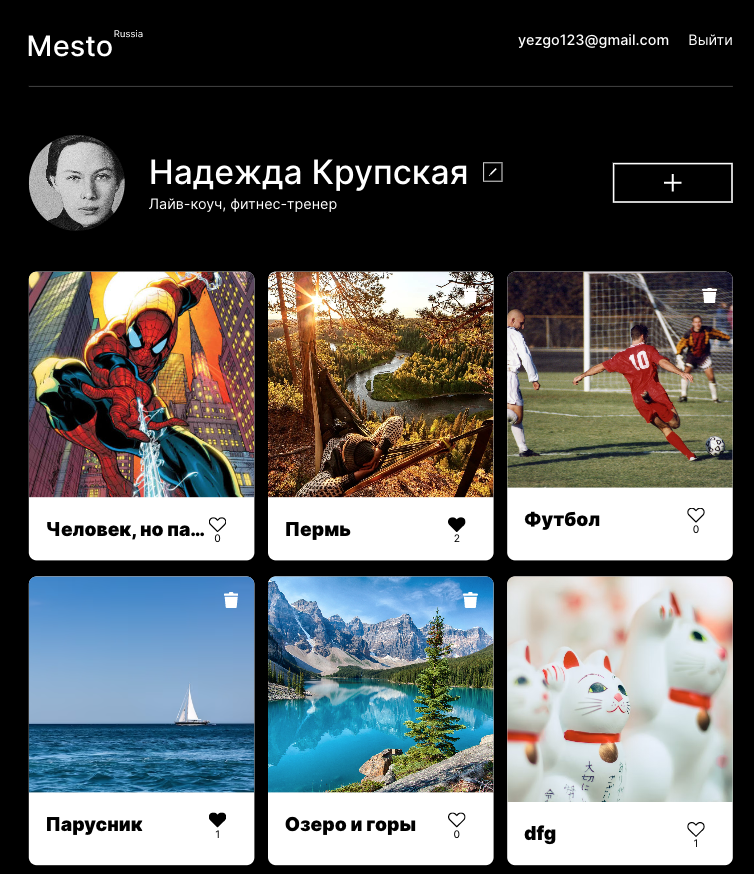 Mesto Russia
yezgo123@gmail.com Выйти
Надежда Крупская
Лайв-коуч, фитнес-тренер
10
Человек, но па...
0
Пермь
2
Футбол
0
Парусник
1
Озеро и горы
0
dfg
1